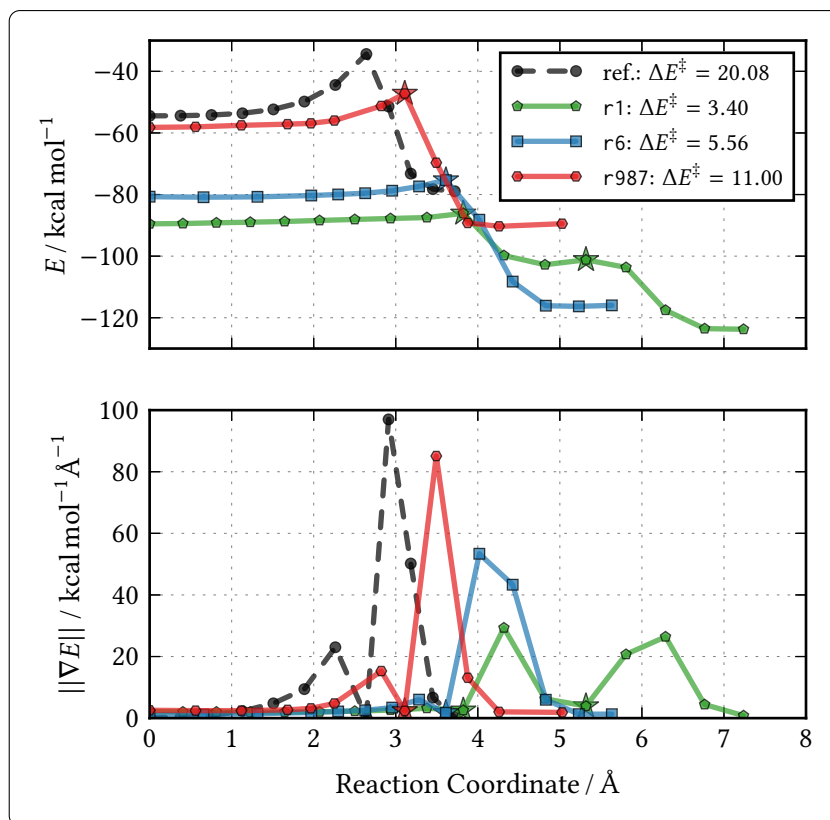 −40
−60
−80
−100
−120
E / kcal mol⁻¹
ref.: ΔE‡ = 20.08
r1: ΔE‡ = 3.40
r6: ΔE‡ = 5.56
r987: ΔE‡ = 11.00
100
80
60
40
20
0
||∇E|| / kcal mol⁻¹Å⁻¹
0 1 2 3 4 5 6 7 8
Reaction Coordinate / Å